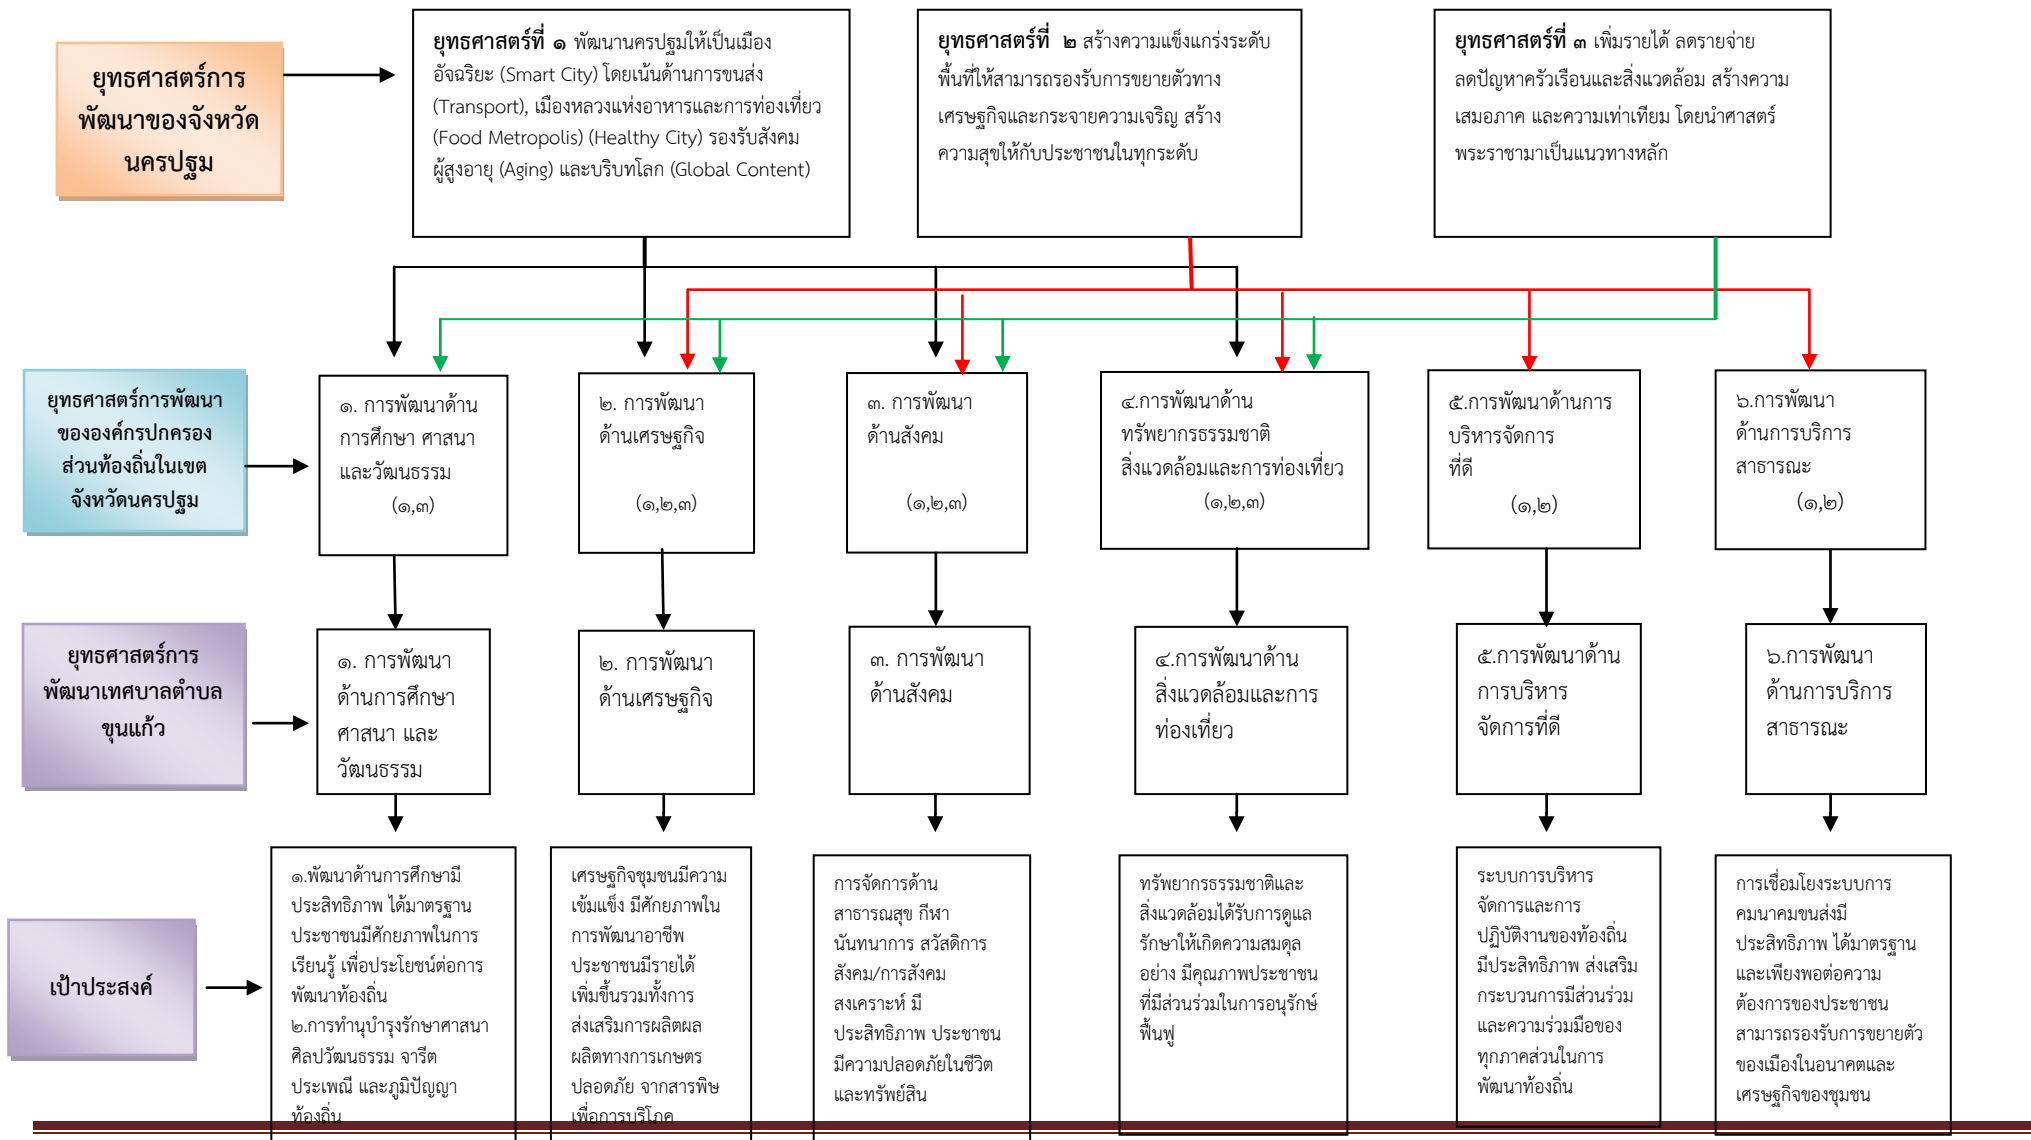 ยุทธศาสตร์การ
พัฒนาของจังหวัด
นครปฐม
ยุทธศาสตร์ที่ ๑ พัฒนานครปฐมให้เป็นเมือง
อัจฉริยะ (Smart City) โดยเน้นด้านการขนส่ง
(Transport), เมืองหลวงแห่งอาหารและการท่องเที่ยว
(Food Metropolis) (Healthy City) รองรับสังคม
ผู้สูงอายุ (Aging) และบริบทโลก (Global Content)
ยุทธศาสตร์ที่ ๒ สร้างความแข็งแกร่งระดับ
พื้นที่ให้สามารถรองรับการขยายตัวทาง
เศรษฐกิจและกระจายความเจริญ สร้าง
ความสุขให้กับประชาชนในทุกระดับ
ยุทธศาสตร์ที่ ๓ เพิ่มรายได้ ลดรายจ่าย
ลดปัญหาครัวเรือนและสิ่งแวดล้อม สร้างความ
เสมอภาค และความเท่าเทียม โดยนำศาสตร์
พระราชามาเป็นแนวทางหลัก
ยุทธศาสตร์การพัฒนา
ขององค์กรปกครอง
ส่วนท้องถิ่นในเขต
จังหวัดนครปฐม
๑. การพัฒนาด้าน
การศึกษา ศาสนา
และวัฒนธรรม
(๑,๓)
๒. การพัฒนา
ด้านเศรษฐกิจ
(๑,๒,๓)
๓. การพัฒนา
ด้านสังคม
(๑,๒,๓)
๔.การพัฒนาด้าน
ทรัพยากรธรรมชาติ
สิ่งแวดล้อมและการท่องเที่ยว
(๑,๒,๓)
๕.การพัฒนาด้านการ
บริหารจัดการ
ที่ดี
(๑,๒)
๖.การพัฒนา
ด้านการบริการ
สาธารณะ
(๑,๒)
ยุทธศาสตร์การ
พัฒนาเทศบาลตำบล
ขุนแก้ว
๑. การพัฒนา
ด้านการศึกษา
ศาสนา และ
วัฒนธรรม
๒. การพัฒนา
ด้านเศรษฐกิจ
๓. การพัฒนา
ด้านสังคม
๔.การพัฒนาด้าน
สิ่งแวดล้อมและการ
ท่องเที่ยว
๕.การพัฒนาด้าน
การบริหาร
จัดการที่ดี
๖.การพัฒนา
ด้านการบริการ
สาธารณะ
เป้าประสงค์
๑.พัฒนาด้านการศึกษามี
ประสิทธิภาพ ได้มาตรฐาน
ประชาชนมีศักยภาพในการ
เรียนรู้ เพื่อประโยชน์ต่อการ
พัฒนาท้องถิ่น
๒.การทำนุบำรุงรักษาศาสนา
ศิลปวัฒนธรรม จารีต
ประเพณี และภูมิปัญญา
ท้องถิ่น
เศรษฐกิจชุมชนมีความ
เข้มแข็ง มีศักยภาพใน
การพัฒนาอาชีพ
ประชาชนมีรายได้
เพิ่มขึ้นรวมทั้งการ
ส่งเสริมการผลิตผล
ผลิตทางการเกษตร
ปลอดภัย จากสารพิษ
เพื่อการบริโภค
การจัดการด้าน
สาธารณสุข กีฬา
นันทนาการ สวัสดิการ
สังคม/การสังคม
สงเคราะห์ มี
ประสิทธิภาพ ประชาชน
มีความปลอดภัยในชีวิต
และทรัพย์สิน
ทรัพยากรธรรมชาติและ
สิ่งแวดล้อมได้รับการดูแล
รักษาให้เกิดความสมดุล
อย่าง มีคุณภาพประชาชน
ที่มีส่วนร่วมในการอนุรักษ์
ฟื้นฟู
ระบบการบริหาร
จัดการและการ
ปฏิบัติงานของท้องถิ่น
มีประสิทธิภาพ ส่งเสริม
กระบวนการมีส่วนร่วม
และความร่วมมือของ
ทุกภาคส่วนในการ
พัฒนาท้องถิ่น
การเชื่อมโยงระบบการ
คมนาคมขนส่งมี
ประสิทธิภาพ ได้มาตรฐาน
และเพียงพอต่อความ
ต้องการของประชาชน
สามารถรองรับการขยายตัว
ของเมืองในอนาคตและ
เศรษฐกิจของชุมชน